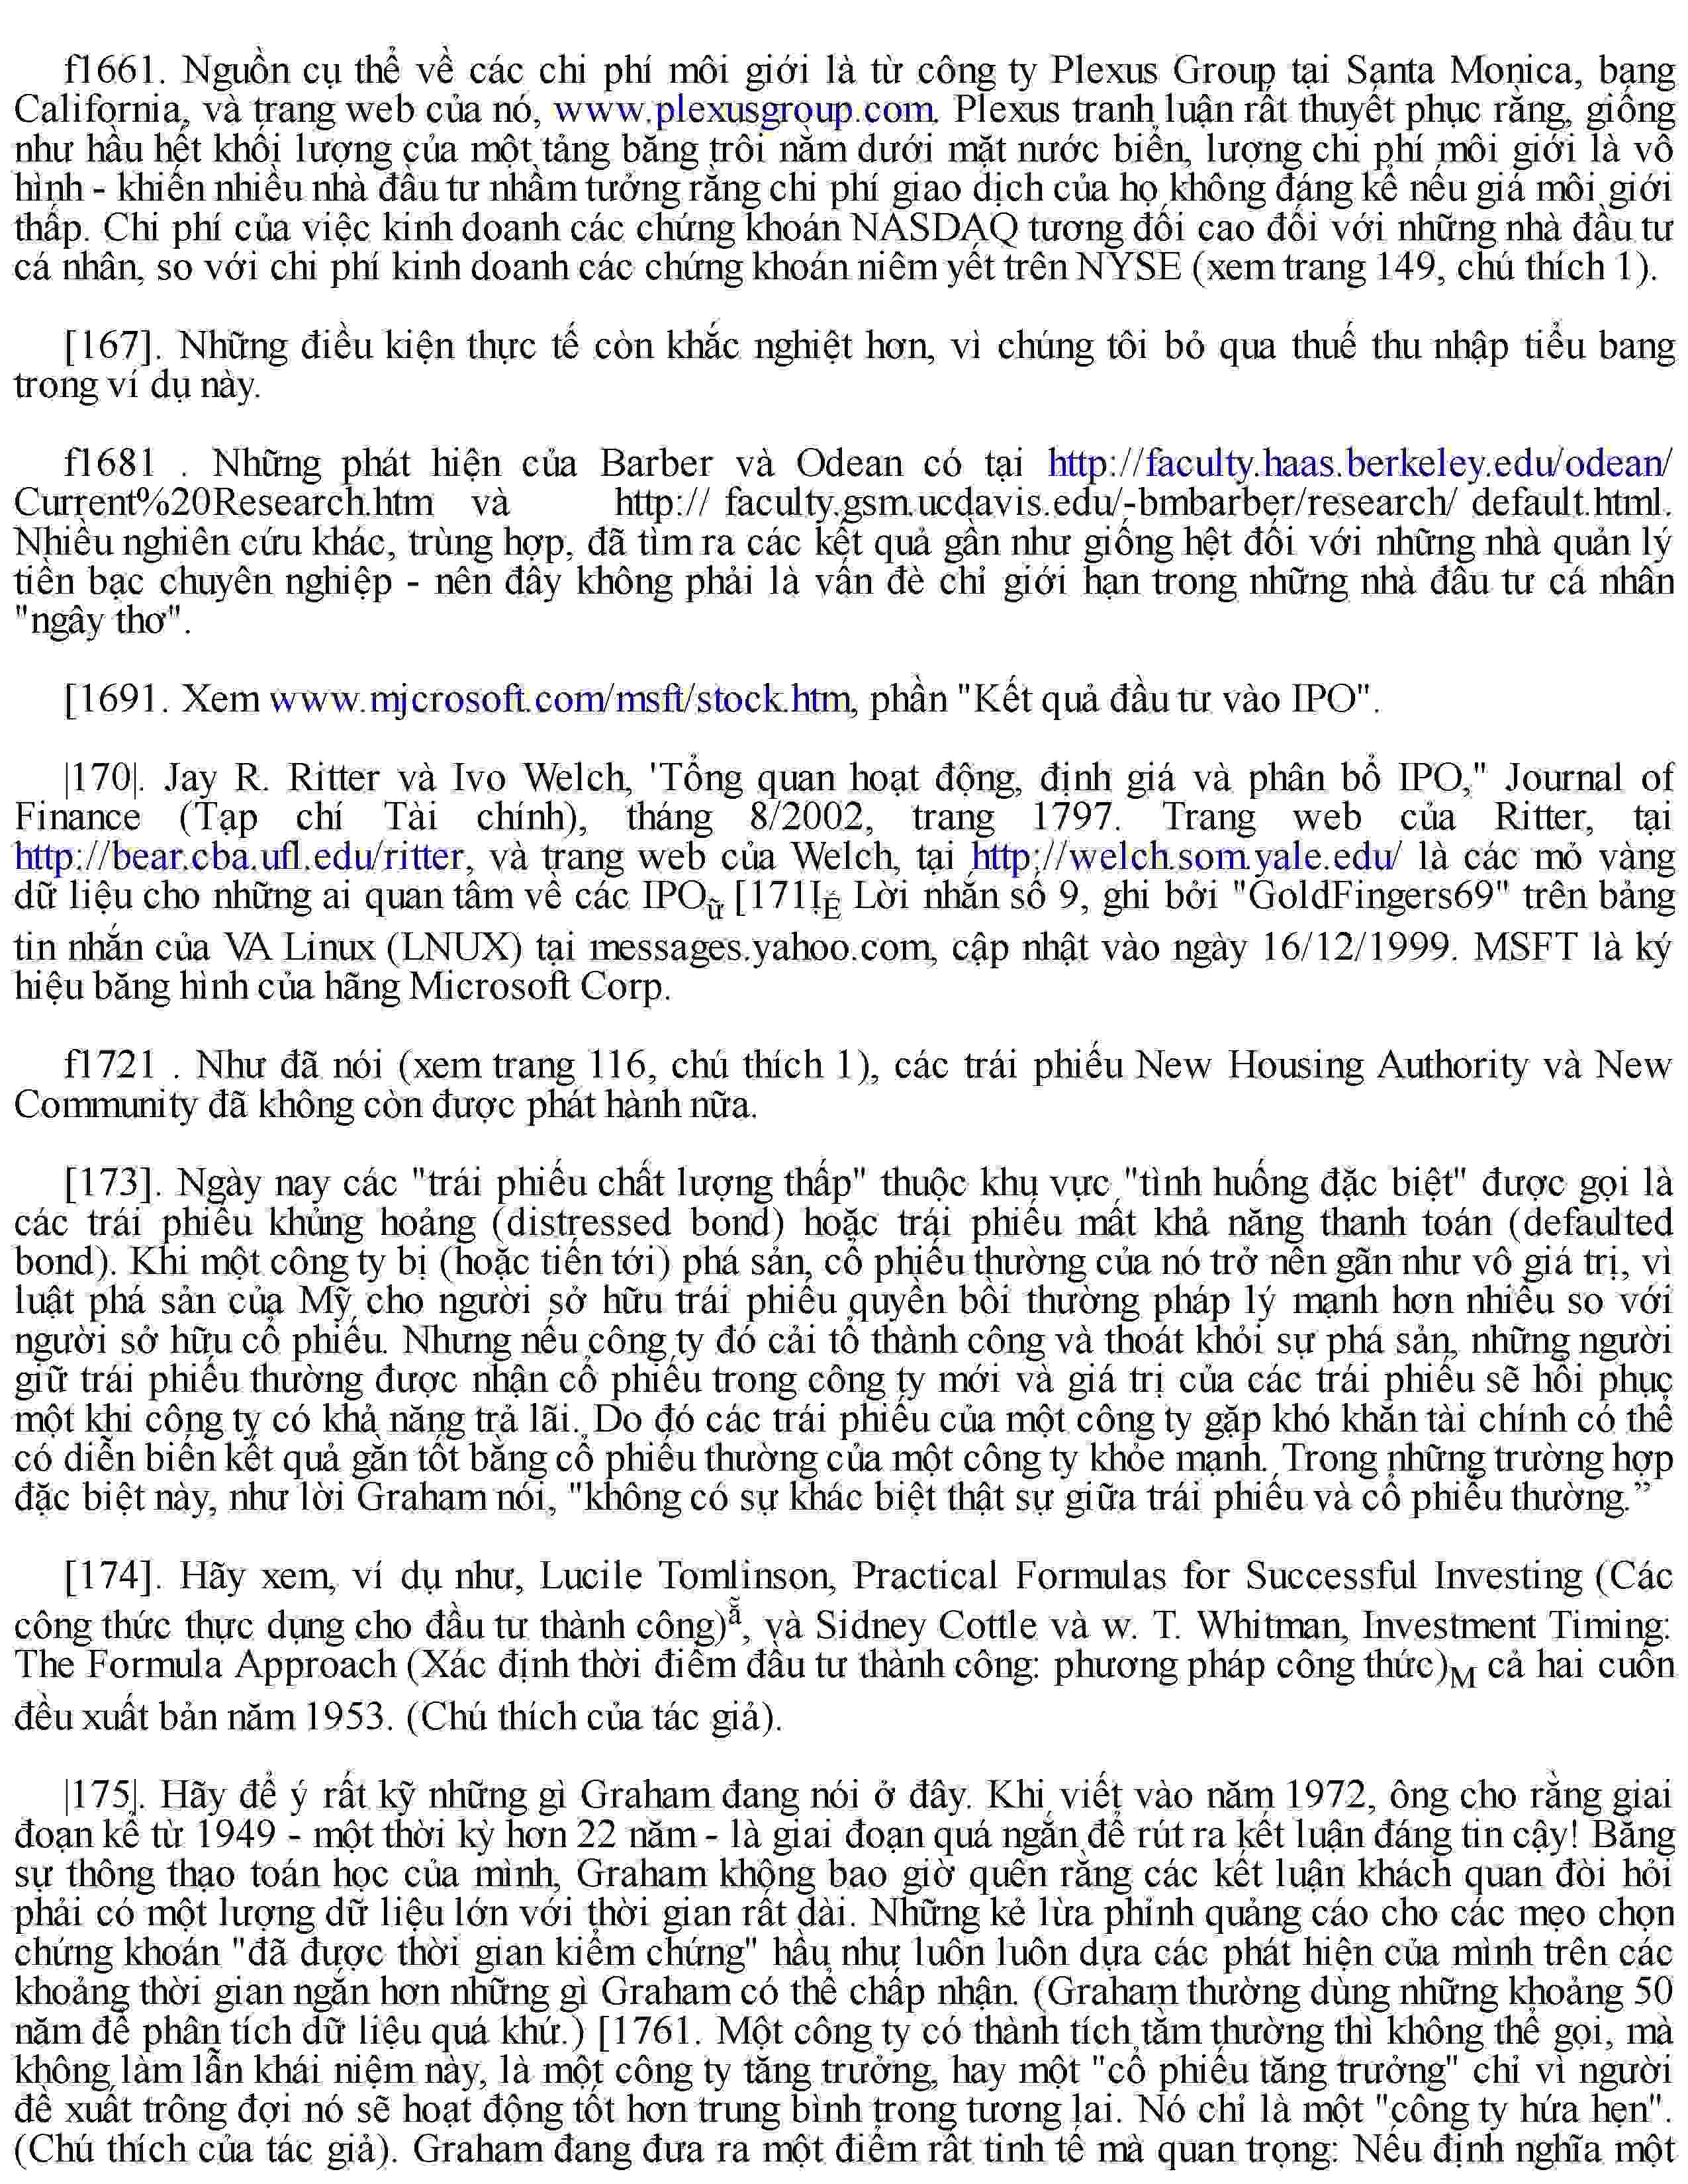 f1661. Nguồn cụ thể về các chi phí môi giới là từ công ty Plexus Group tại Santa Monica, bang
California, và trang web của nó, www.plexusgroup.com. Plexus tranh luận rất thuyết phục rằng, giống
như hầu hết khối lượng của một tảng băng trôi nằm dưới mặt nước biển, lượng chi phí môi giới là vô
hình - khiến nhiều nhà đầu tư nhầm tưởng rằng chi phí giao dịch của họ không đáng kể nếu giá môi giới
thấp. Chi phí của việc kinh doanh các chứng khoán NASDAQ tương đối cao đối với những nhà đầu tư
cá nhân, so với chi phí kinh doanh các chứng khoán niêm yết trên NYSE (xem trang 149, chú thích 1).
[167]. Những điều kiện thực tế còn khắc nghiệt hơn, vì chúng tôi bỏ qua thuế thu nhập tiểu bang
trong ví dụ này.
f1681 . Những phát hiện của Barber và Odean có tại http://faculty.haas.berkeley.edu/odean/
Current%20Research.htm và http:// faculty.gsm.ucdavis.edu/-bmbarber/research/ default.html.
Nhiều nghiên cứu khác, trùng hợp, đã tìm ra các kết quả gần như giống hệt đối với những nhà quản lý
tiền bạc chuyên nghiệp - nên đây không phải là vấn đè chỉ giới hạn trong những nhà đầu tư cá nhân
"ngây thơ".
[1691. Xem www.mjcrosoft.com/msft/stock.htm, phần "Kết quả đầu tư vào IPO".
|170|. Jay R. Ritter và Ivo Welch, 'Tổng quan hoạt động, định giá và phân bổ IPO," Journal of
Finance (Tạp chí Tài chính), tháng 8/2002, trang 1797. Trang web của Ritter, tại
http://bear.cba.ufl.edu/ritter, và trang web của Welch, tại http://welch.som.yale.edu/ là các mỏ vàng
dữ liệu cho những ai quan tâm về các IPOữ [171I.É Lời nhắn số 9, ghi bởi "GoldFingers69" trên bảng
tin nhắn của VA Linux (LNUX) tại messages.yahoo.com, cập nhật vào ngày 16/12/1999. MSFT là ký
hiệu băng hình của hãng Microsoft Corp.
f1721 . Như đã nói (xem trang 116, chú thích 1), các trái phiếu New Housing Authority và New
Community đã không còn được phát hành nữa.
[173]. Ngày nay các "trái phiếu chất lượng thấp" thuộc khu vực "tình huống đặc biệt" được gọi là
các trái phiếu khủng hoảng (distressed bond) hoặc trái phiếu mất khả năng thanh toán (defaulted
bond). Khi một công ty bị (hoặc tiến tới) phá sản, cổ phiếu thường của nó trở nên gần như vô giá trị, vì
luật phá sản của Mỹ cho người sở hữu trái phiếu quyền bồi thường pháp lý mạnh hơn nhiều so với
người sở hữu cổ phiếu. Nhưng nếu công ty đó cải tổ thành công và thoát khỏi sự phá sản, những người
giữ trái phiếu thường được nhận cổ phiếu trong công ty mới và giá trị của các trái phiếu sẽ hồi phục
một khi công ty có khả năng trả lãi. Do đó các trái phiếu của một công ty gặp khó khăn tài chính có thể
có diễn biến kết quả gần tốt bằng cổ phiếu thường của một công ty khỏe mạnh. Trong những trường hợp
đặc biệt này, như lời Graham nói, "không có sự khác biệt thật sự giữa trái phiếu và cổ phiếu thường.”
[174]. Hãy xem, ví dụ như, Lucile Tomlinson, Practical Formulas for Successful Investing (Các
công thức thực dụng cho đầu tư thành công)ẵ, và Sidney Cottle và w. T. Whitman, Investment Timing:
The Formula Approach (Xác định thời điểm đầu tư thành công: phương pháp công thức)M cả hai cuốn
đều xuất bản năm 1953. (Chú thích của tác giả).
|175|. Hãy để ý rất kỹ những gì Graham đang nói ở đây. Khi viết vào năm 1972, ông cho rằng giai
đoạn kể từ 1949 - một thời kỳ hơn 22 năm - là giai đoạn quá ngắn để rút ra kết luận đáng tin cậy! Bằng
sự thông thạo toán học của mình, Graham không bao giờ quên rằng các kết luận khách quan đòi hỏi
phải có một lượng dữ liệu lớn với thời gian rất dài. Những kẻ lừa phỉnh quảng cáo cho các mẹo chọn
chứng khoán "đã được thời gian kiểm chứng" hầu như luôn luôn dựa các phát hiện của mình trên các
khoảng thời gian ngắn hơn những gì Graham có thể chấp nhận. (Graham thường dùng những khoảng 50
năm để phân tích dữ liệu quá khứ.) [1761. Một công ty có thành tích tầm thường thì không thể gọi, mà
không làm lẫn khái niệm này, là một công ty tăng trưởng, hay một "cổ phiếu tăng trưởng" chỉ vì người
đề xuất trông đợi nó sẽ hoạt động tốt hơn trung bình trong tương lai. Nó chỉ là một "công ty hứa hẹn".
(Chú thích của tác giả). Graham đang đưa ra một điểm rất tinh tế mà quan trọng: Nếu định nghĩa một